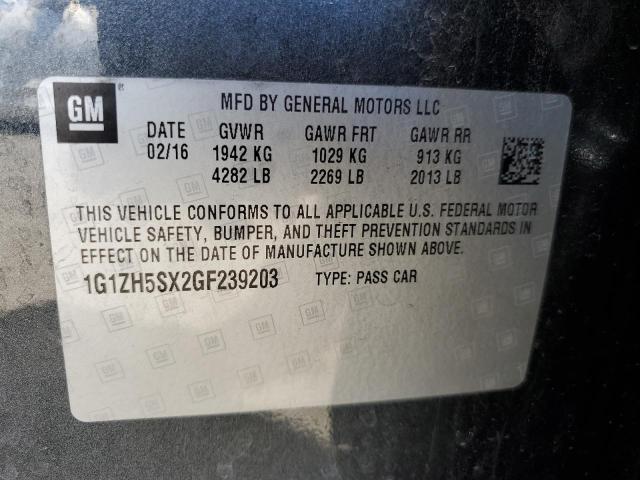 GM
MFD BY GENERAL MOTORS LLC
DATE GVWR GAWR FRT GAWR RR
02/16 1942 KG 1029 KG 913 KG
4282 LB 2269 LB 2013 LB
THIS VEHICLE CONFORMS TO ALL APPLICABLE U.S. FEDERAL MOTOR
VEHICLE SAFETY, BUMPER, AND THEFT PREVENTION STANDARDS IN
EFFECT ON THE DATE OF MANUFACTURE SHOWN ABOVE.
1G1ZH5SX2GF239203 TYPE: PASS CAR